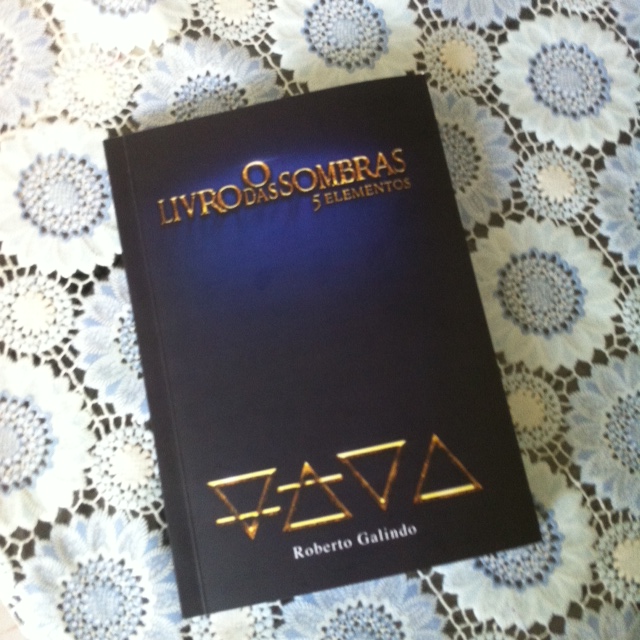 O
LIVRO DAS SOMBRAS
5 ELEMENTOS
Roberto Galindo